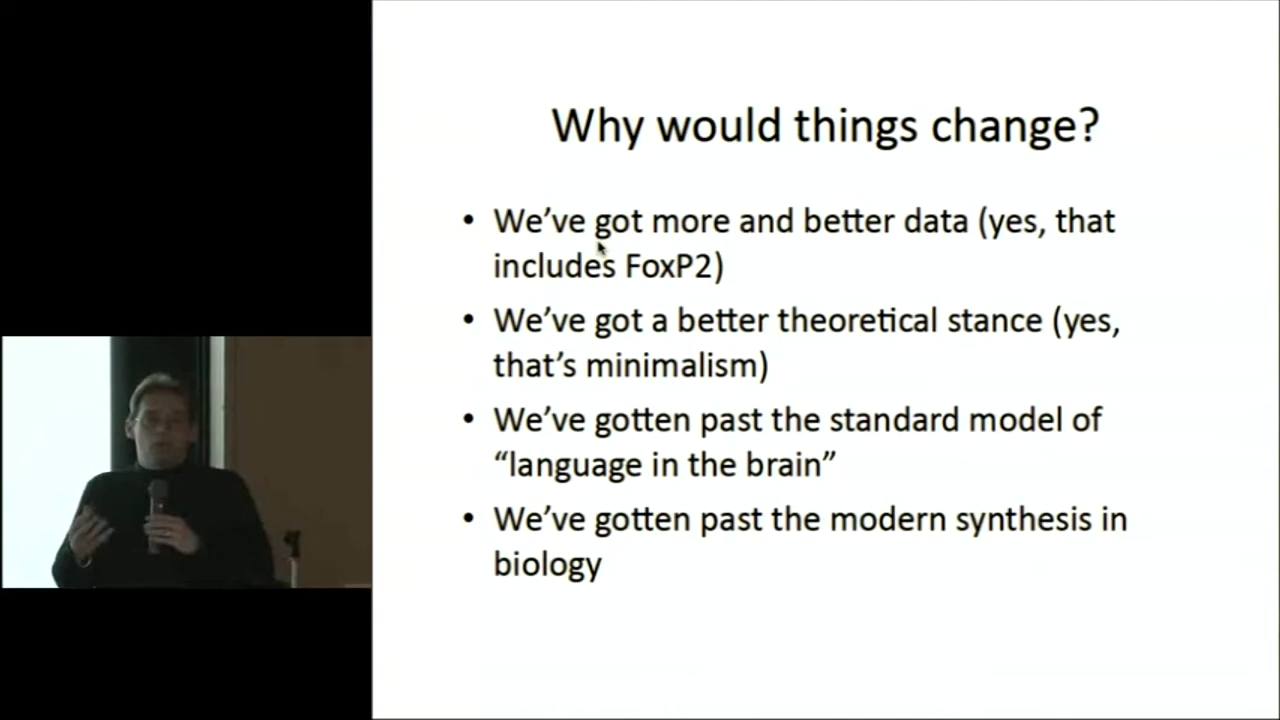 Why would things change?
• We’ve got more and better data (yes, that
includes FoxP2)
• We’ve got a better theoretical stance (yes,
that’s minimalism)
• We’ve gotten past the standard model of
“language in the brain”
• We’ve gotten past the modern synthesis in
biology